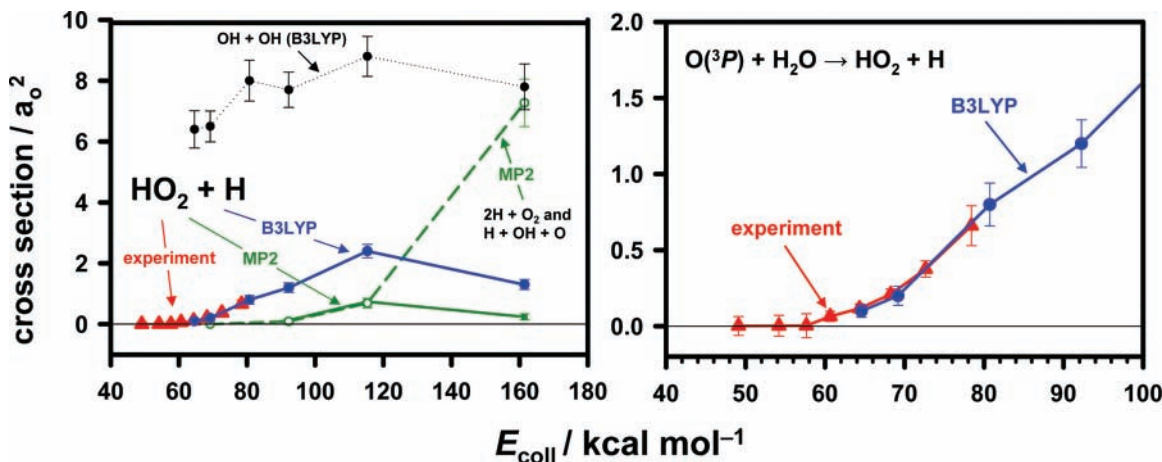 cross section / aₒ²
10
8
6
4
2
0
OH + OH (B3LYP)
HO₂ + H
experiment
B3LYP
MP2
MP2
2H + O₂ and
H + OH + O
40 60 80 100 120 140 160 180
2.0
1.5
1.0
0.5
0.0
O(³P) + H₂O → HO₂ + H
B3LYP
experiment
40 50 60 70 80 90 100
E_coll / kcal mol⁻¹